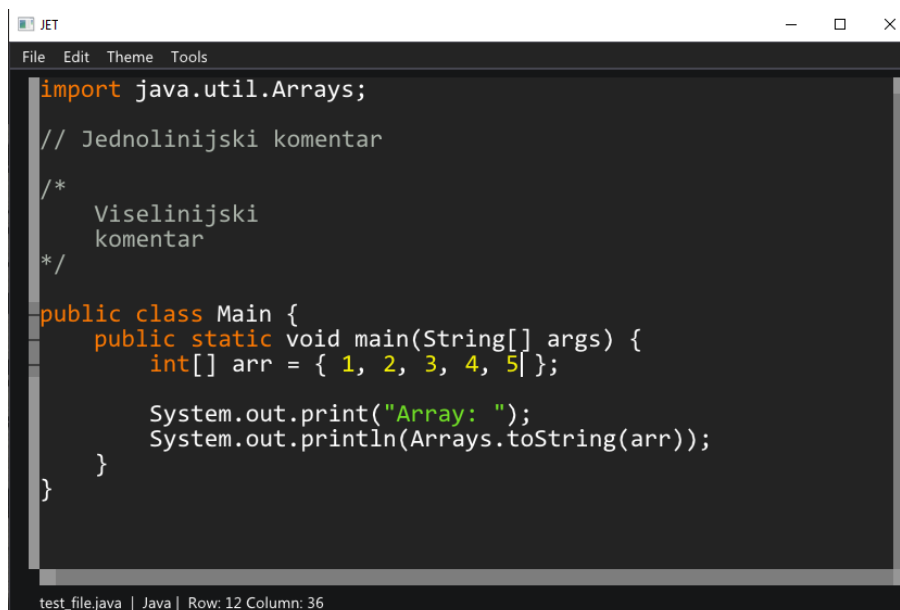 JET
File Edit Theme Tools
import java.util.Arrays;
// Jednolinijski komentar
/*
    Viselinijski
    komentar
*/
public class Main {
    public static void main(String[] args) {
        int[] arr = { 1, 2, 3, 4, 5 };
        System.out.print("Array: ");
        System.out.println(Arrays.toString(arr));
    }
}
test_file.java | Java | Row: 12 Column: 36